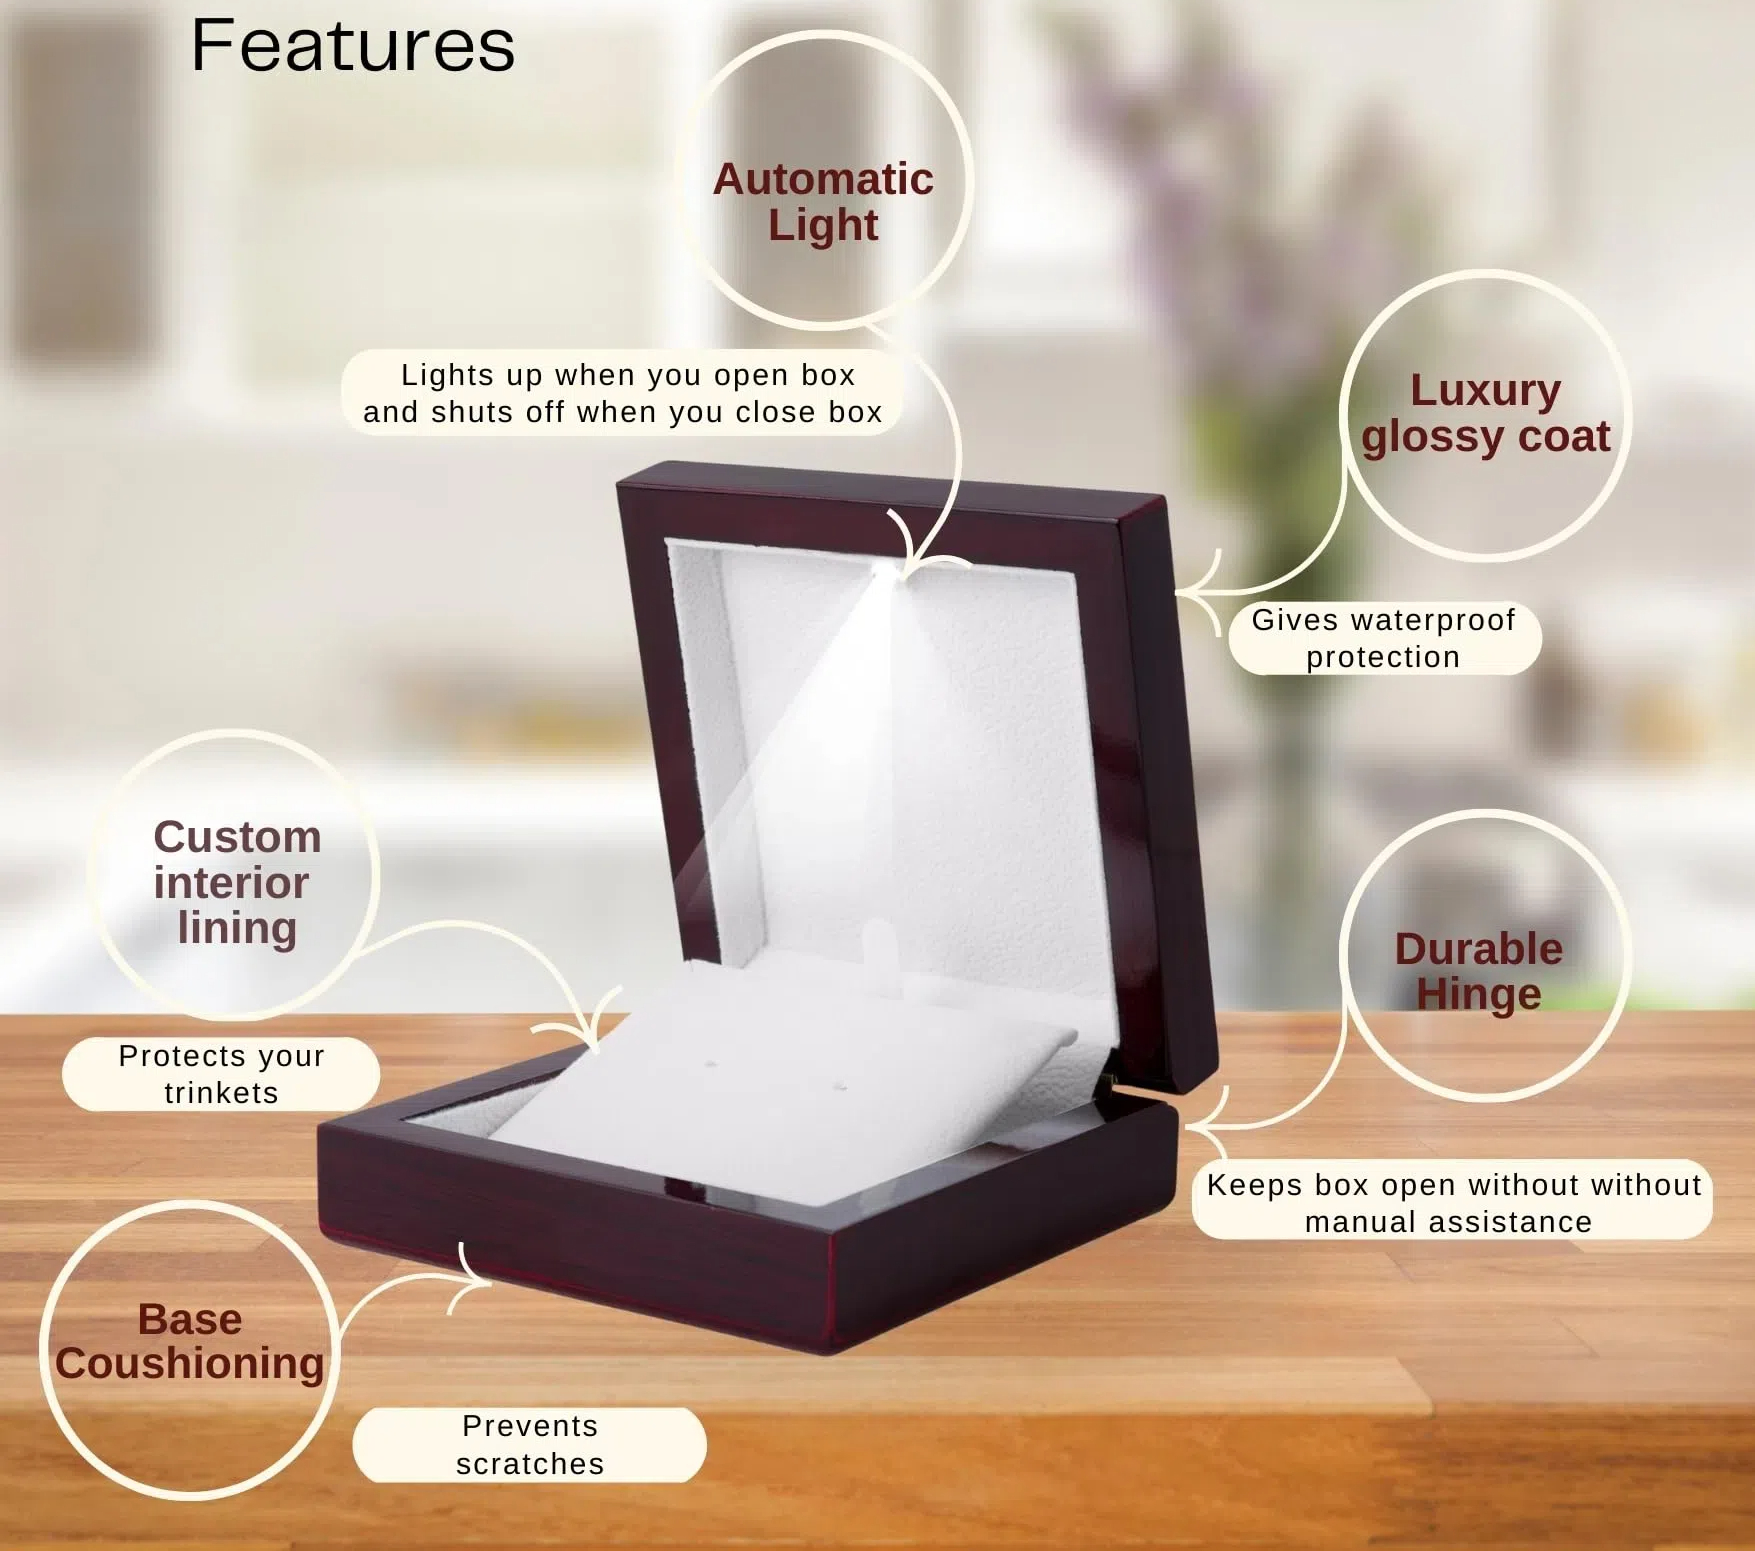 Features
Automatic
Light
Lights up when you open box
and shuts off when you close box
Luxury
glossy coat
Gives waterproof
protection
Custom
interior
lining
Protects your
trinkets
Durable
Hinge
Keeps box open without without
manual assistance
Base
Coushioning
Prevents
scratches